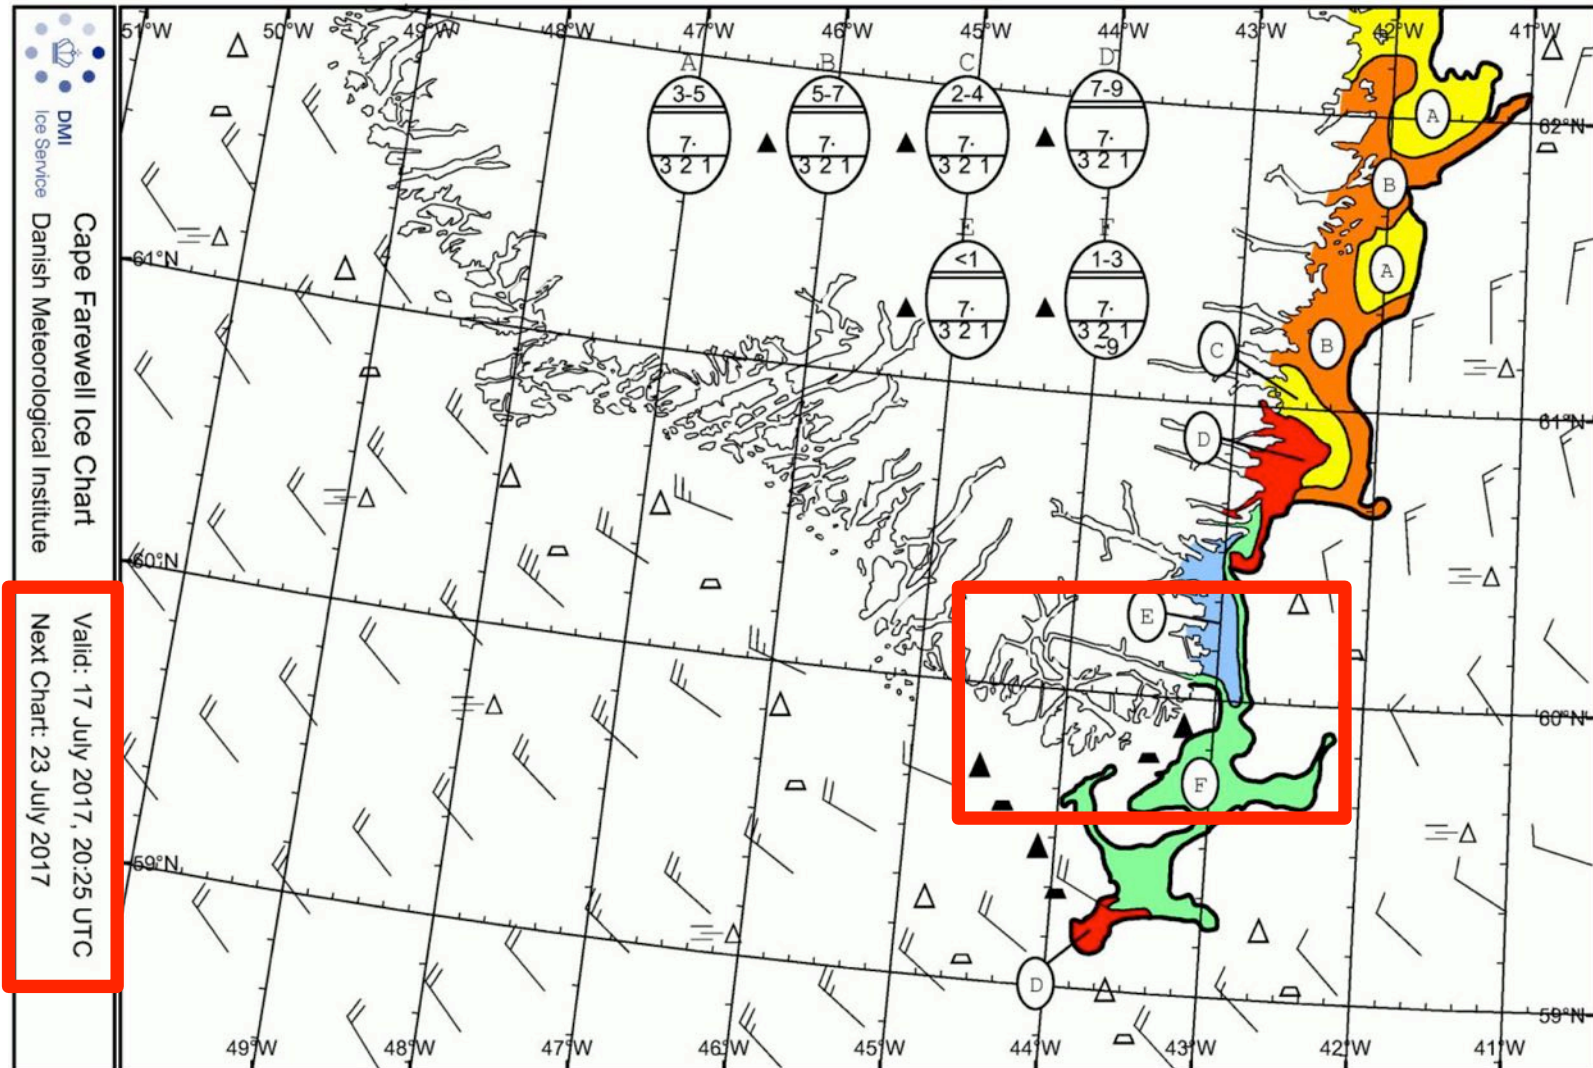 DMI
Ice Service
Cape Farewell Ice Chart
Danish Meteorological Institute
Valid: 17 July 2017, 20:25 UTC
Next Chart: 23 July 2017
51°W 50°W 49°W 48°W 47°W 46°W 45°W 44°W 43°W 42°W 41°W
A B C D
3-5 5-7 2-4 7-9
7· 7· 7· 7·
3 2 1 3 2 1 3 2 1 3 2 1
E F
<1 1-3
7· 7·
3 2 1 3 2 1
~9
A
62°N
B
61°N
A
C
B
61°N
D
60°N
E
60°N
F
59°N
D
59°N
49°W 48°W 47°W 46°W 45°W 44°W 43°W 42°W 41°W